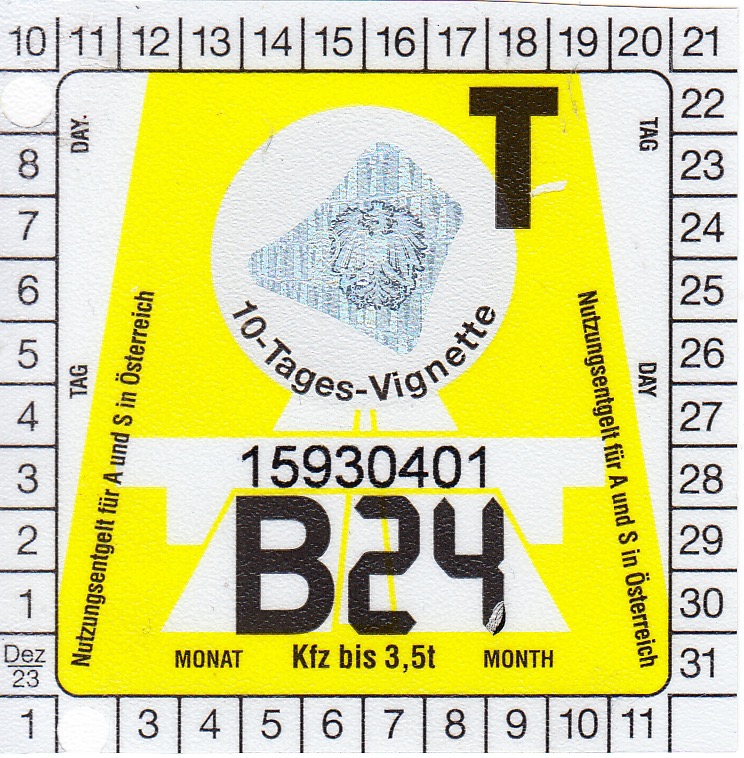 10 11 12 13 14 15 16 17 18 19 20 21
22
8 23
7 24
6 25
5 26
4 27
3 28
2 29
1 30
Dez
23
31
1 3 4 5 6 7 8 9 10 11
DAY.
TAG
T
TAG
DAY
Nutzungsentgelt für A und S in Österreich
10-Tages-Vignette
Nutzungsentgelt für A und S in Österreich
15930401
B24
MONAT Kfz bis 3,5t MONTH